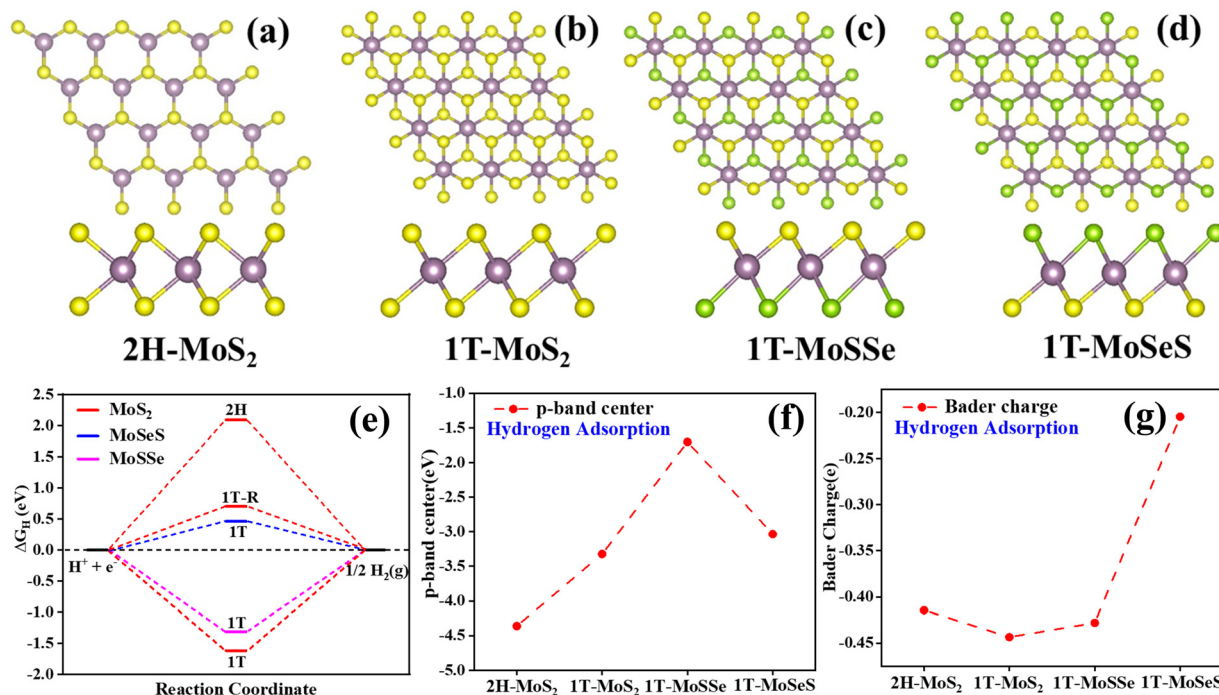 (a)
(b)
(c)
(d)
2H-MoS₂
1T-MoS₂
1T-MoSSe
1T-MoSeS
(e)
MoS₂
MoSeS
MoSSe
2H
1T-R
1T
1T
1T
H⁺ + e⁻
1/2 H₂(g)
2.5
2.0
1.5
1.0
0.5
0.0
-0.5
-1.0
-1.5
-2.0
ΔG_H (eV)
Reaction Coordinate
(f)
p-band center
Hydrogen Adsorption
-1.0
-1.5
-2.0
-2.5
-3.0
-3.5
-4.0
-4.5
-5.0
p-band center(eV)
2H-MoS₂ 1T-MoS₂ 1T-MoSSe 1T-MoSeS
(g)
Bader charge
Hydrogen Adsorption
-0.20
-0.25
-0.30
-0.35
-0.40
-0.45
Bader Charge(e)
2H-MoS₂ 1T-MoS₂ 1T-MoSSe 1T-MoSeS